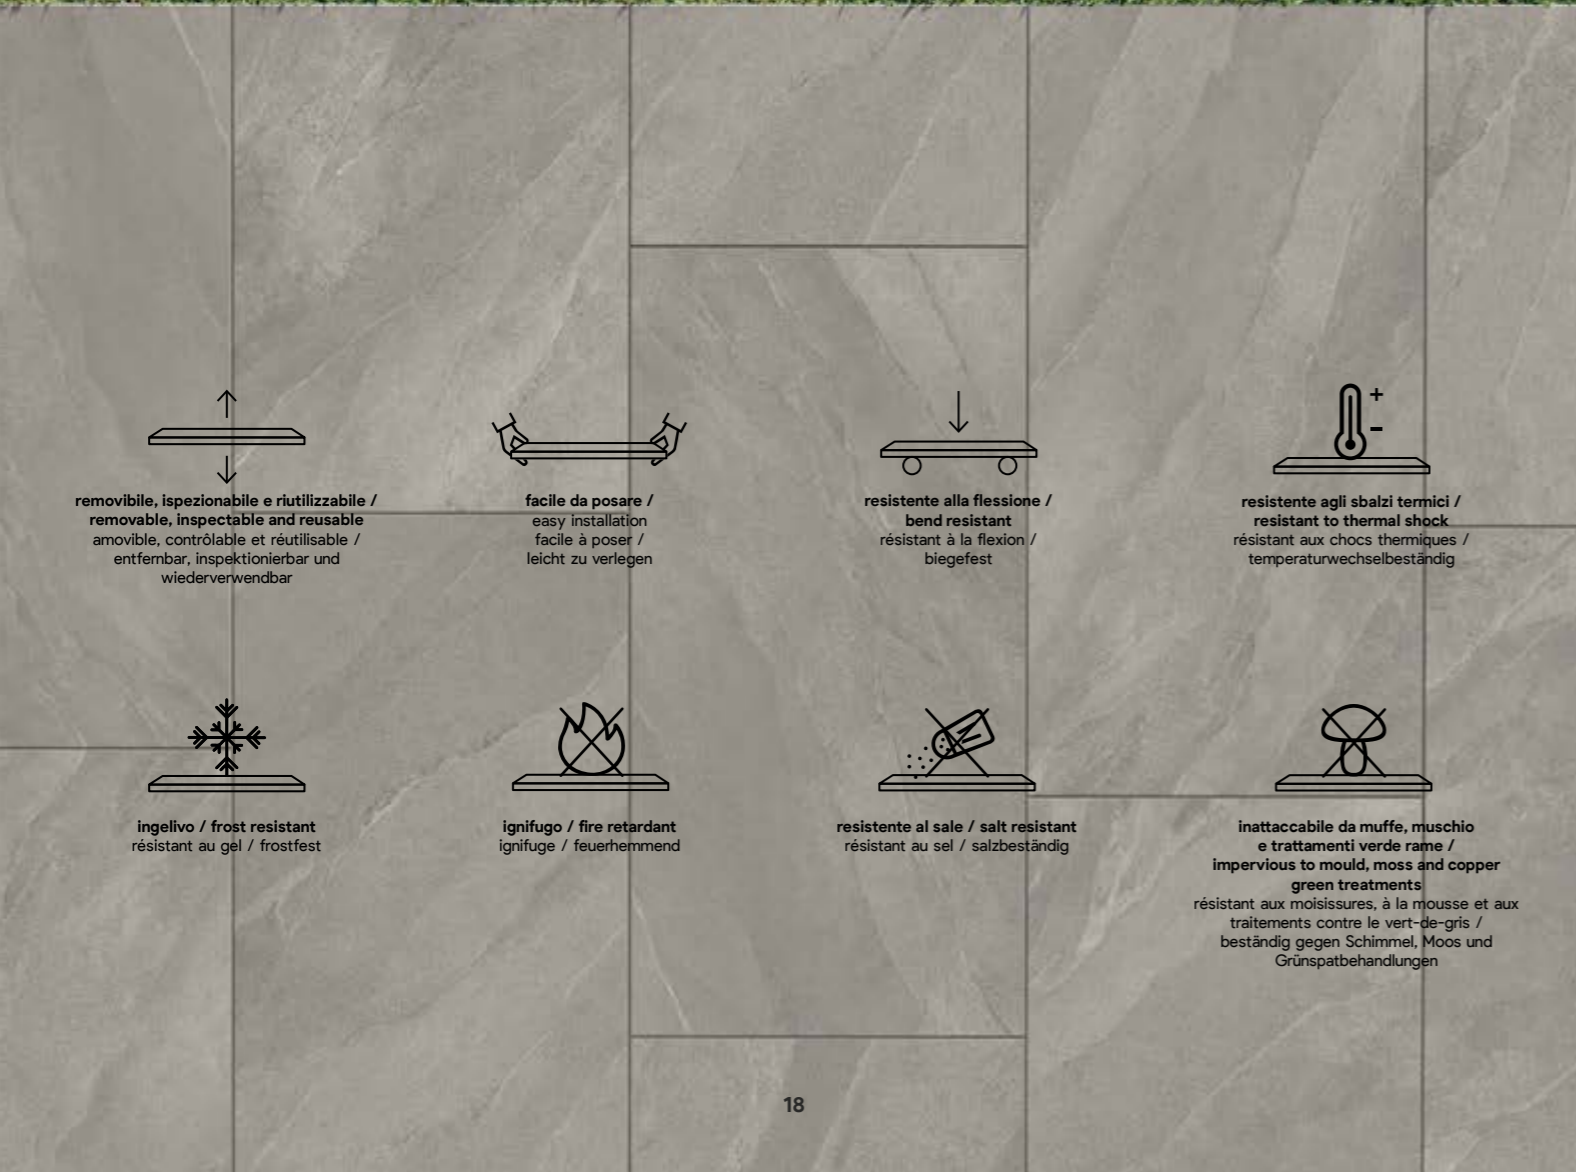 removibile, ispezionabile e riutilizzabile /
removable, inspectable and reusable
amovible, contrôlable et réutilisable /
entfernbar, inspektionierbar und
wiederverwendbar
facile da posare /
easy installation
facile à poser /
leicht zu verlegen
resistente alla flessione /
bend resistant
résistant à la flexion /
biegefest
resistente agli sbalzi termici /
resistant to thermal shock
résistant aux chocs thermiques /
temperaturwechselbeständig
ingelivo / frost resistant
résistant au gel / frostfest
ignifugo / fire retardant
ignifuge / feuerhemmend
resistente al sale / salt resistant
résistant au sel / salzbeständig
inattaccabile da muffe, muschio
e trattamenti verde rame /
impervious to mould, moss and copper
green treatments
résistant aux moisissures, à la mousse et aux
traitements contre le vert-de-gris /
beständig gegen Schimmel, Moos und
Grünspatbehandlungen
18